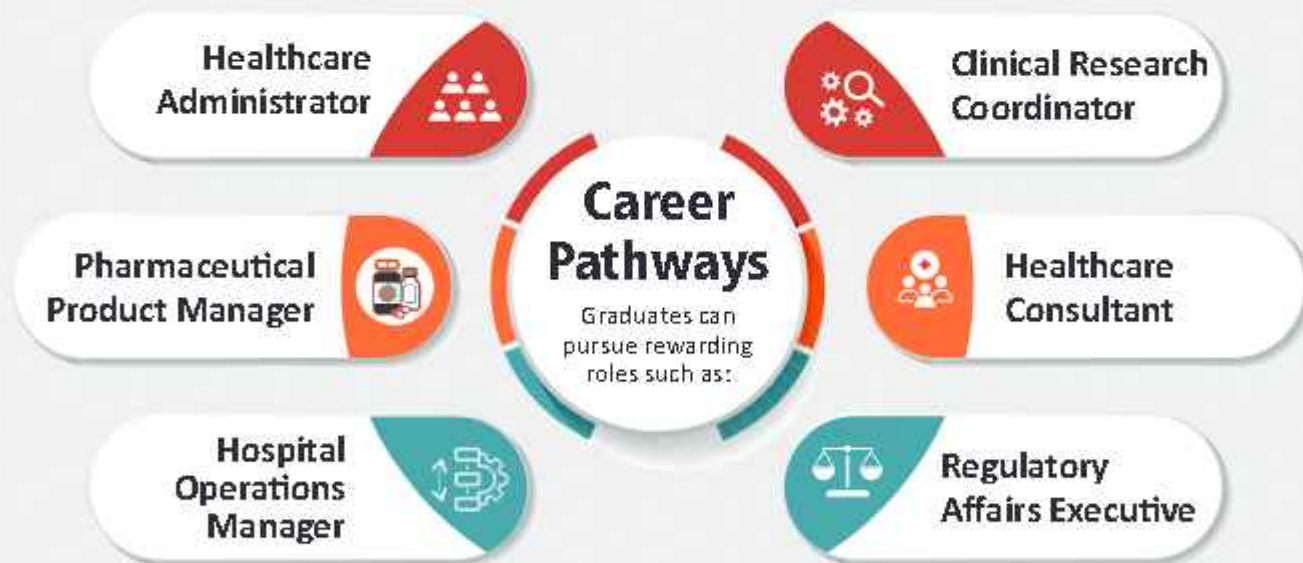 Career
Pathways
Graduates can
pursue rewarding
roles such as:
Healthcare
Administrator
Pharmaceutical
Product Manager
Hospital
Operations
Manager
Clinical Research
Coordinator
Healthcare
Consultant
Regulatory
Affairs Executive